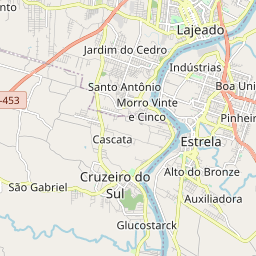 nto
Lajeado
Jardim do Cedro
Indústrias
-453
Santo Antônio
Boa Uni
Morro Vinte
e Cinco
Pinhei
Cascata
Estrela
Alto do Bronze
São Gabriel
Cruzeiro do
Sul
Auxiliadora
Glucostarck